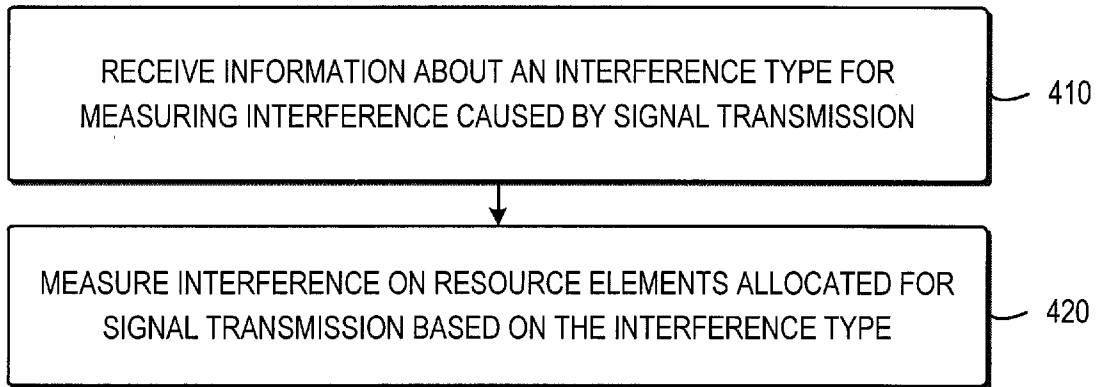 RECEIVE INFORMATION ABOUT AN INTERFERENCE TYPE FOR
MEASURING INTERFERENCE CAUSED BY SIGNAL TRANSMISSION
410
MEASURE INTERFERENCE ON RESOURCE ELEMENTS ALLOCATED FOR
SIGNAL TRANSMISSION BASED ON THE INTERFERENCE TYPE
420